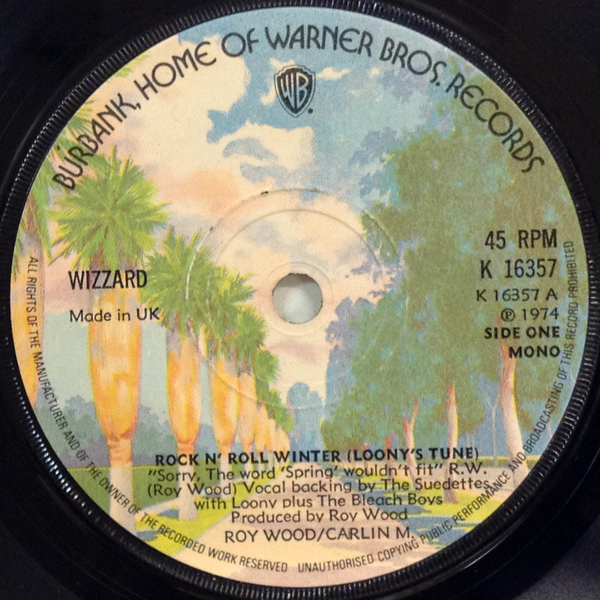 BURBANK, HOME OF WARNER BROS. RECORDS
WB
WIZZARD
Made in UK
45 RPM
K 16357
K 16357 A
℗ 1974
SIDE ONE
MONO
ROCK N' ROLL WINTER (LOONY'S TUNE)
"Sorry, The word 'Spring' wouldn't fit" R.W.
(Roy Wood) Vocal backing by The Suedettes
with Loony plus The Bleach Boys
Produced by Roy Wood
ROY WOOD/CARLIN M.
ALL RIGHTS OF THE MANUFACTURER AND OF THE OWNER OF THE RECORDED WORK RESERVED UNAUTHORISED COPYING PUBLIC PERFORMANCE AND BROADCASTING OF THIS RECORD PROHIBITED